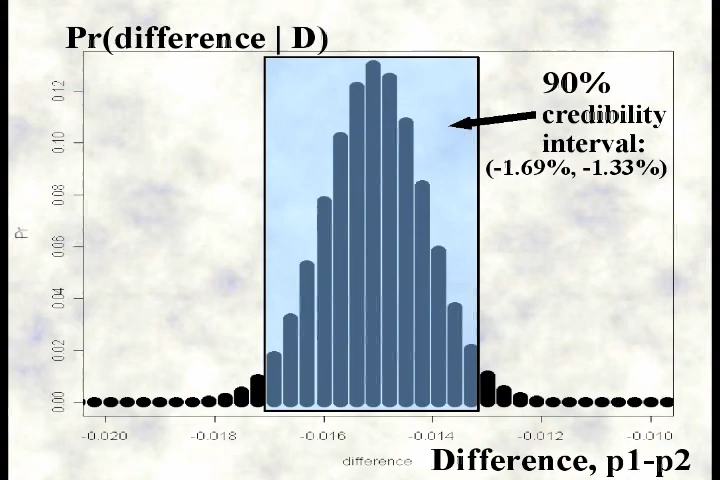 Pr(difference | D)
90%
credibility
interval:
(-1.69%, -1.33%)
Pr
0.12
0.10
0.08
0.06
0.04
0.02
0.00
-0.020 -0.018 -0.016 -0.014 -0.012 -0.010
difference
Difference, p1-p2